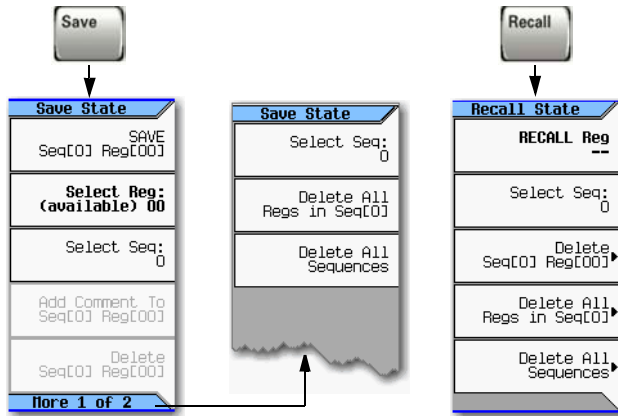 Save
Recall
Save State
SAVE
Seq[0] Reg[00]
Select Reg:
(available) 00
Select Seq:
0
Add Comment To
Seq[0] Reg[00]
Delete
Seq[0] Reg[00]
More 1 of 2
Save State
Select Seq:
0
Delete All
Regs in Seq[0]
Delete All
Sequences
Recall State
RECALL Reg
--
Select Seq:
0
Delete
Seq[0] Reg[00]
Delete All
Regs in Seq[0]
Delete All
Sequences